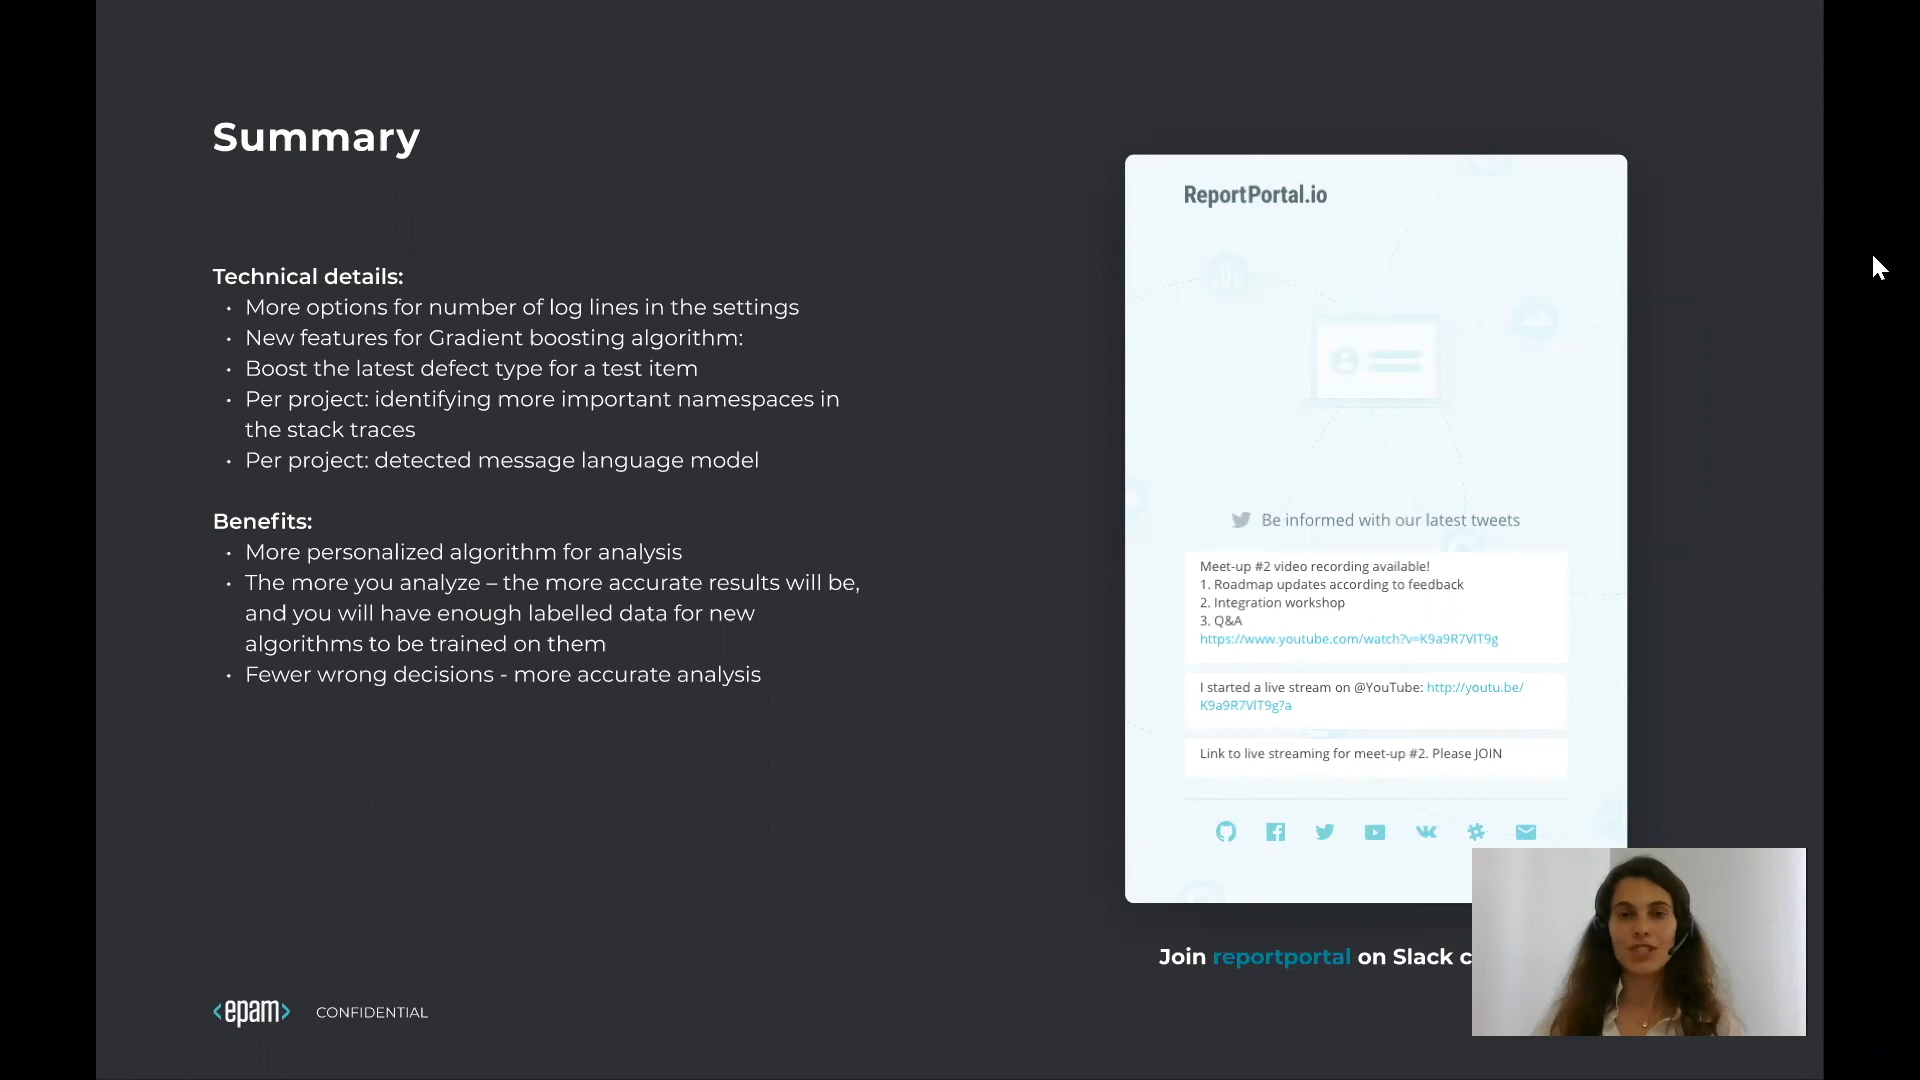 Summary
Technical details:
• More options for number of log lines in the settings
• New features for Gradient boosting algorithm:
• Boost the latest defect type for a test item
• Per project: identifying more important namespaces in
the stack traces
• Per project: detected message language model
Benefits:
• More personalized algorithm for analysis
• The more you analyze – the more accurate results will be,
and you will have enough labelled data for new
algorithms to be trained on them
• Fewer wrong decisions - more accurate analysis
ReportPortal.io
Be informed with our latest tweets
Meet-up #2 video recording available!
1. Roadmap updates according to feedback
2. Integration workshop
3. Q&A
https://www.youtube.com/watch?v=K9a9R7VlT9g
I started a live stream on @YouTube: http://youtu.be/
K9a9R7VlT9g?a
Link to live streaming for meet-up #2. Please JOIN
Join reportportal on Slack
<epam> CONFIDENTIAL